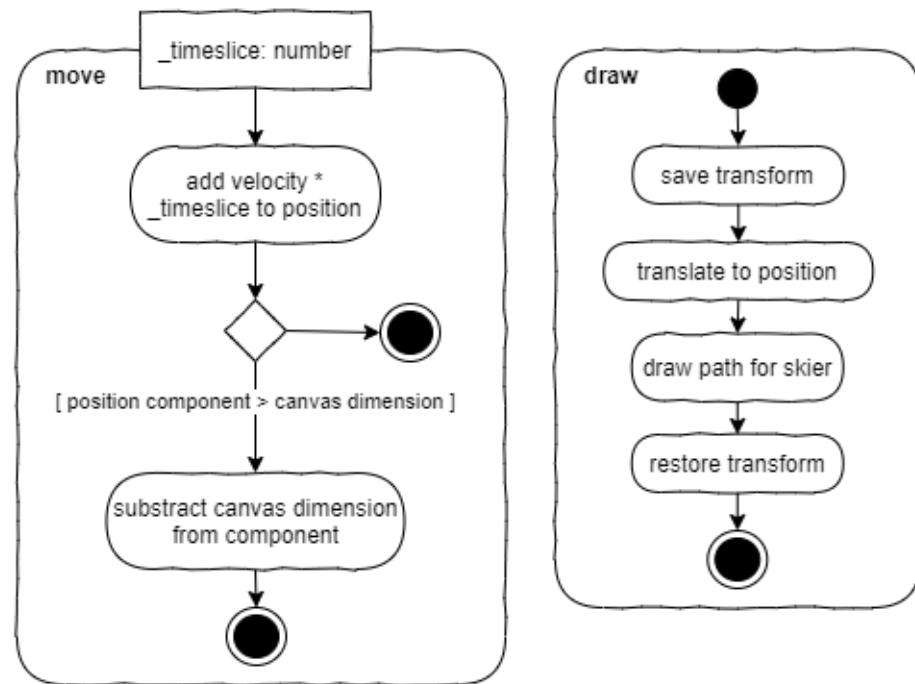 _timeslice: number
move
add velocity *
_timeslice to position
[ position component > canvas dimension ]
substract canvas dimension
from component
draw
save transform
translate to position
draw path for skier
restore transform